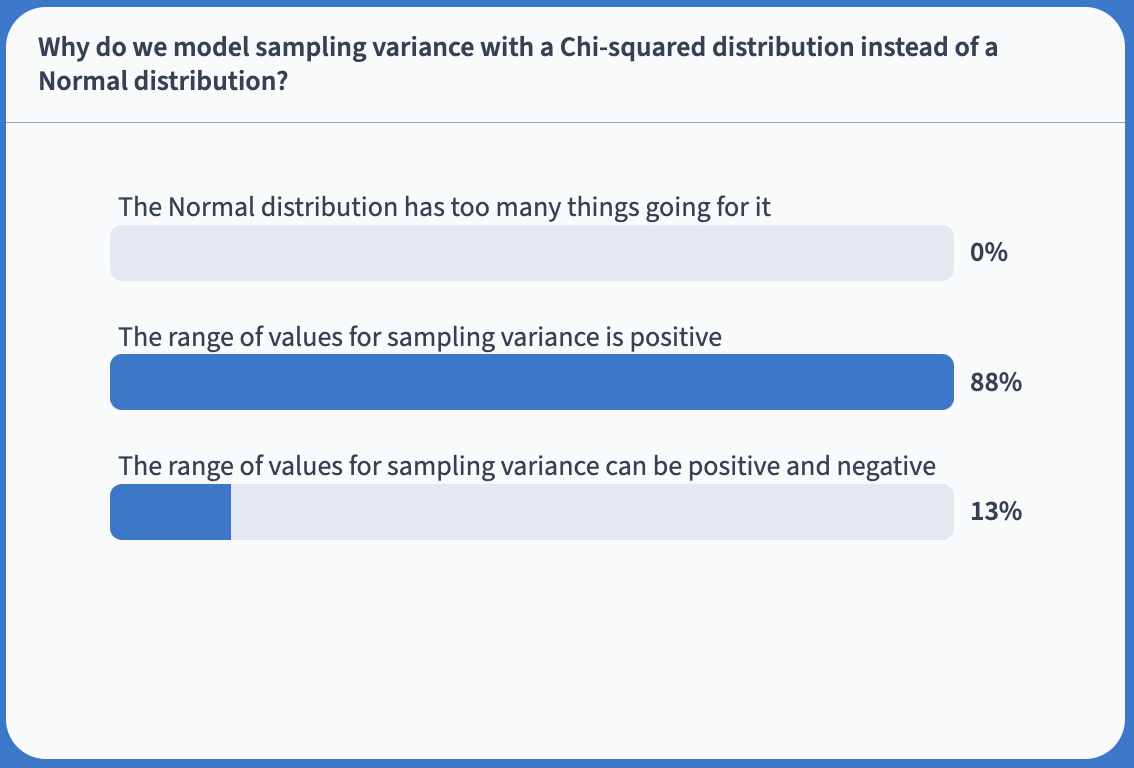 Why do we model sampling variance with a Chi-squared distribution instead of a
Normal distribution?
The Normal distribution has too many things going for it
0%
The range of values for sampling variance is positive
88%
The range of values for sampling variance can be positive and negative
13%